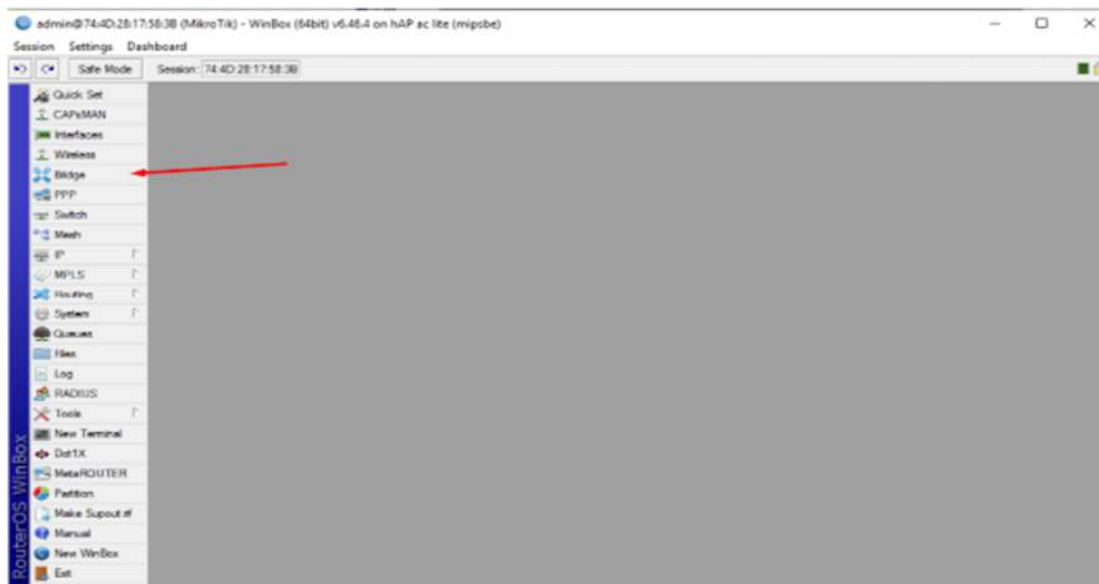 admin@74:4D:28:17:58:3B (MikroTik) - WinBox (64bit) v6.46.4 on hAP ac lite (mipsbe)
Session Settings Dashboard
Safe Mode Session: 74:4D:28:17:58:3B
Quick Set
CAPsMAN
Interfaces
Wireless
Bridge
PPP
Switch
Mesh
IP
MPLS
Routing
System
Queues
Files
Log
RADIUS
Tools
New Terminal
Dot1X
MetaROUTER
Partition
Make Supout.rif
Manual
New WinBox
Exit
RouterOS WinBox